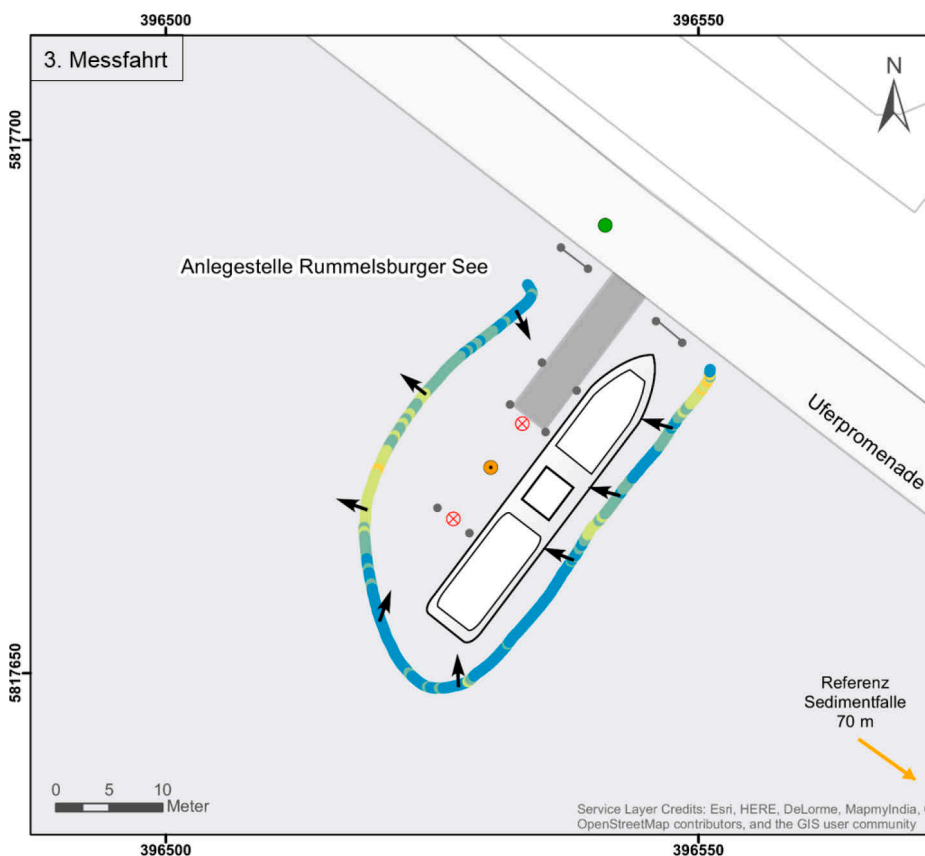 396500
396550
3. Messfahrt
N
5817700
Anlegestelle Rummelsburger See
Uferpromenade
5817650
Referenz
Sedimentfalle
70 m
0 5 10
Meter
Service Layer Credits: Esri, HERE, DeLorme, MapmyIndia,
OpenStreetMap contributors, and the GIS user community
396500
396550